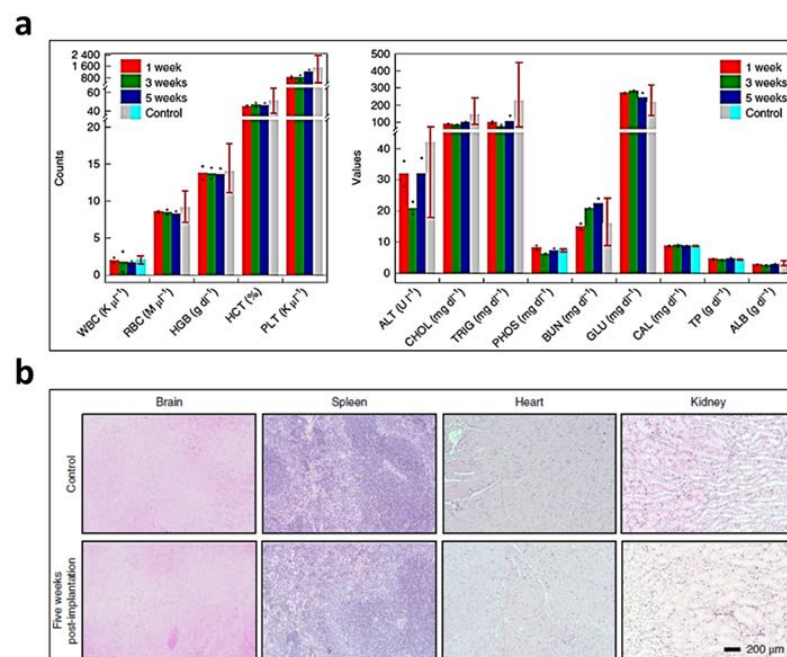 a
2 400
1 600
800
60
40
20
15
10
5
0
Counts
1 week
3 weeks
5 weeks
Control
WBC (K μl⁻¹)
RBC (M μl⁻¹)
HGB (g dl⁻¹)
HCT (%)
PLT (K μl⁻¹)
500
400
300
200
100
40
30
20
10
0
Values
1 week
3 weeks
5 weeks
Control
ALT (U l⁻¹)
CHOL (mg dl⁻¹)
TRIG (mg dl⁻¹)
PHOS (mg dl⁻¹)
BUN (mg dl⁻¹)
GLU (mg dl⁻¹)
CAL (mg dl⁻¹)
TP (g dl⁻¹)
ALB (g dl⁻¹)
b
Brain
Spleen
Heart
Kidney
Control
Five weeks
post-implantation
200 μm